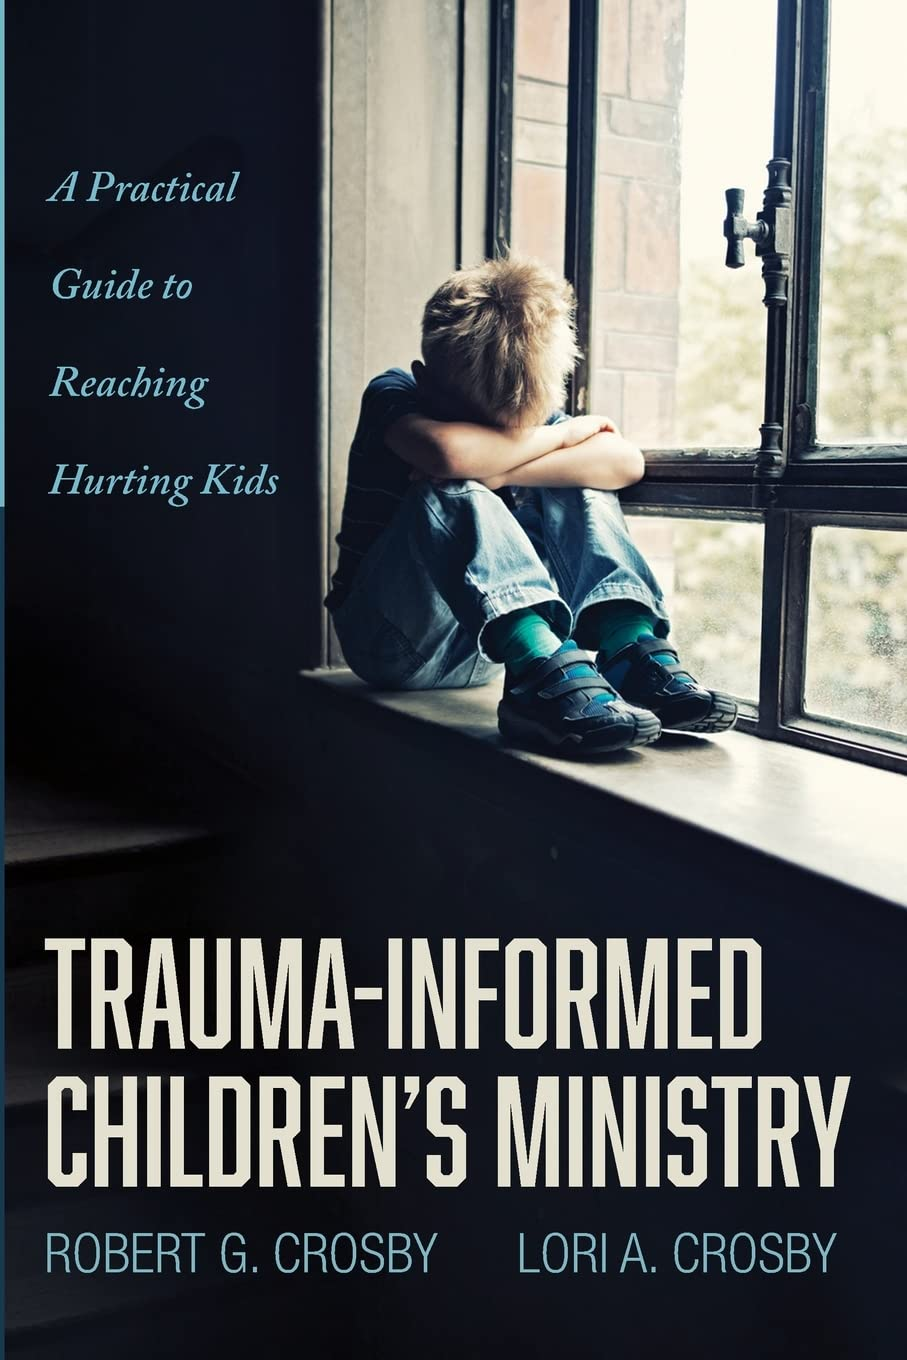 A Practical
Guide to
Reaching
Hurting Kids
TRAUMA-INFORMED
CHILDREN'S MINISTRY
ROBERT G. CROSBY LORI A. CROSBY